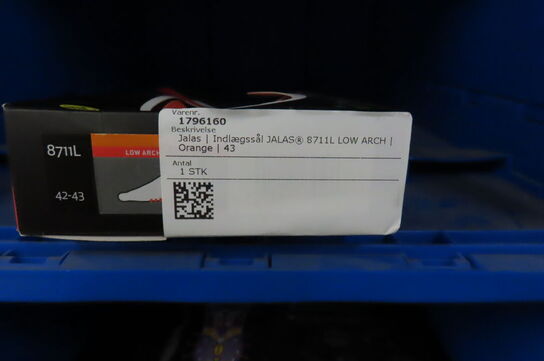 8711L
LOW ARCH
42-43
Varenr.
1796160
Beskrivelse
Jalas | Indlægssål JALAS® 8711L LOW ARCH |
Orange | 43
Antal
1 STK